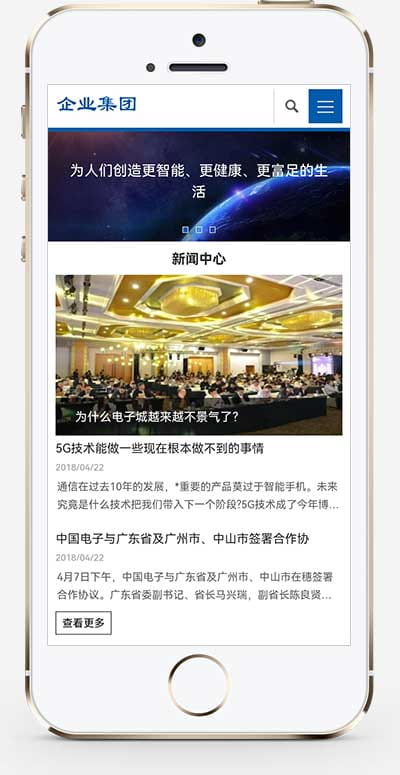 企业集团
为人们创造更智能、更健康、更富足的生
活
新闻中心
为什么电子城越来越不景气了?
5G技术能做一些现在根本做不到的事情
2018/04/22
通信在过去10年的发展，*重要的产品莫过于智能手机。未来
究竟是什么技术把我们带入下一个阶段?5G技术成了今年博...
中国电子与广东省及广州市、中山市签署合作协
2018/04/22
4月7日下午，中国电子与广东省及广州市、中山市在穗签署
合作协议。广东省委副书记、省长马兴瑞，副省长陈良贤...
查看更多